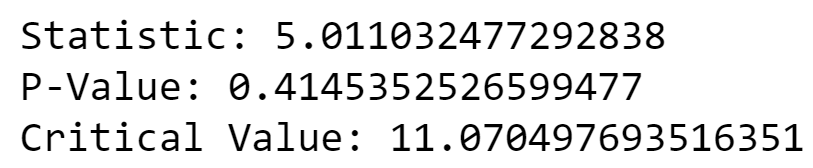 Statistic: 5.011032477292838
P-Value: 0.4145352526599477
Critical Value: 11.070497693516351